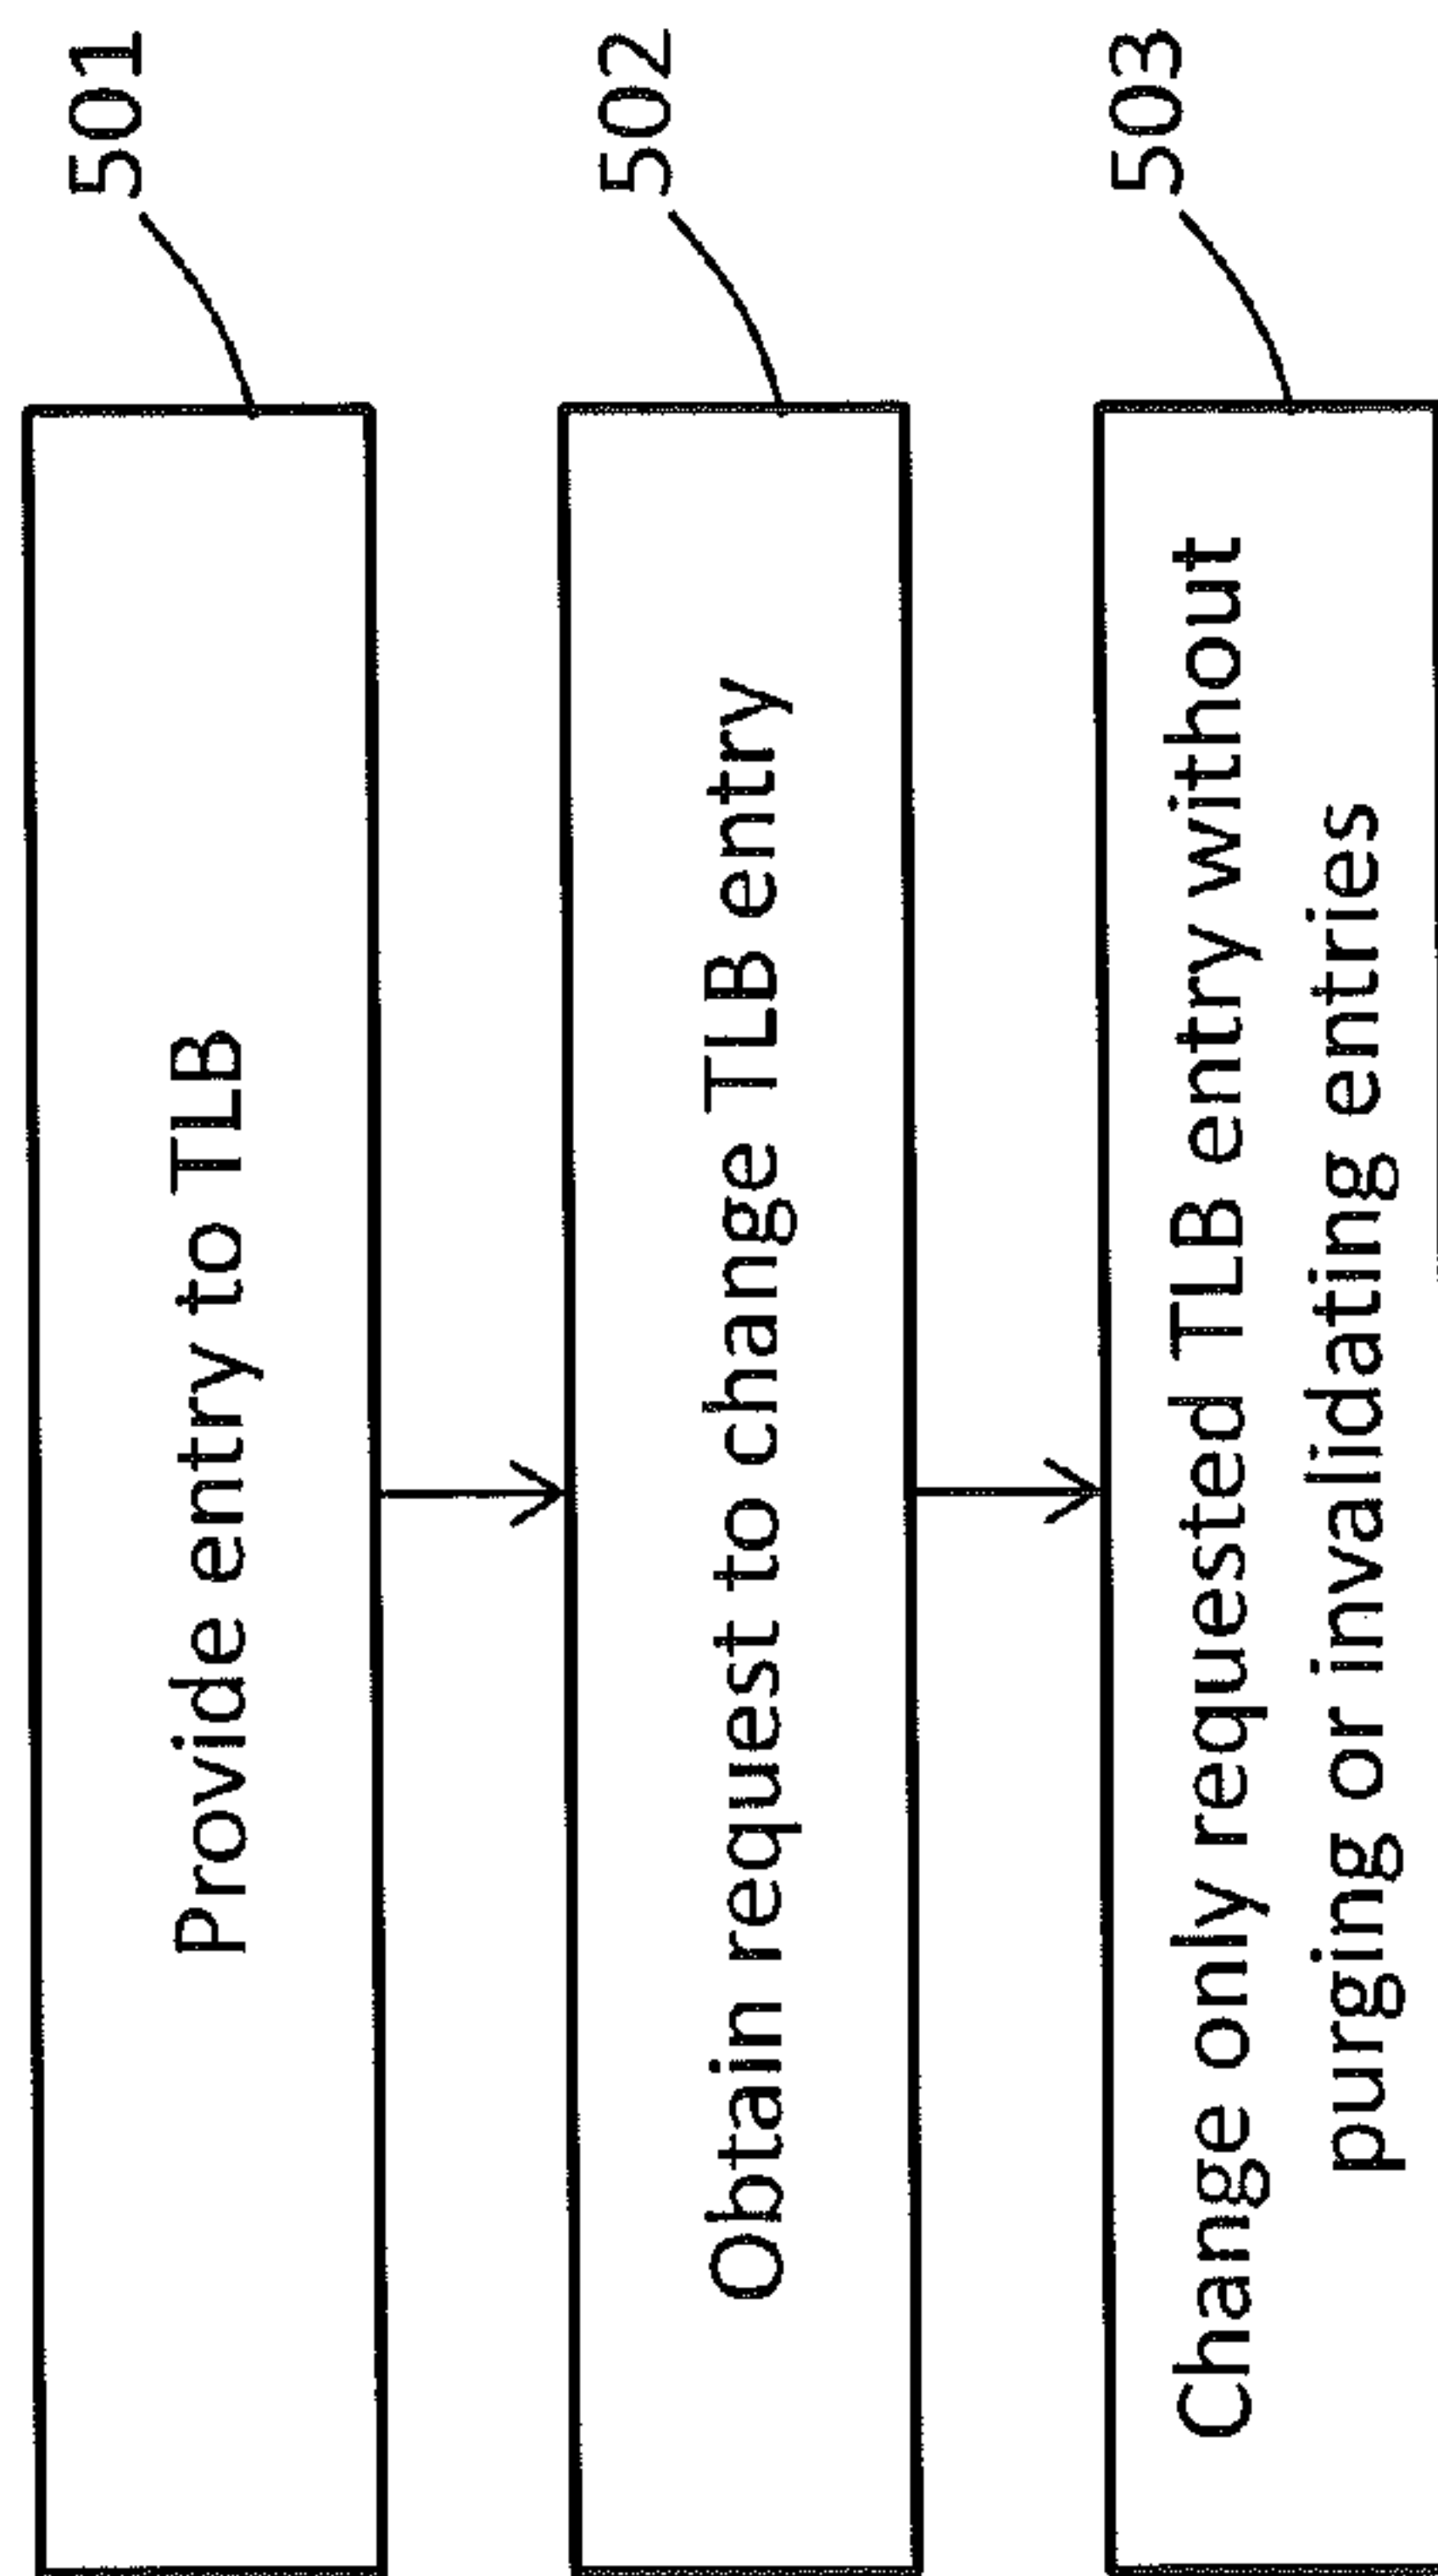 501
Provide entry to TLB
502
Obtain request to change TLB entry
503
Change only requested TLB entry without
purging or invalidating entries